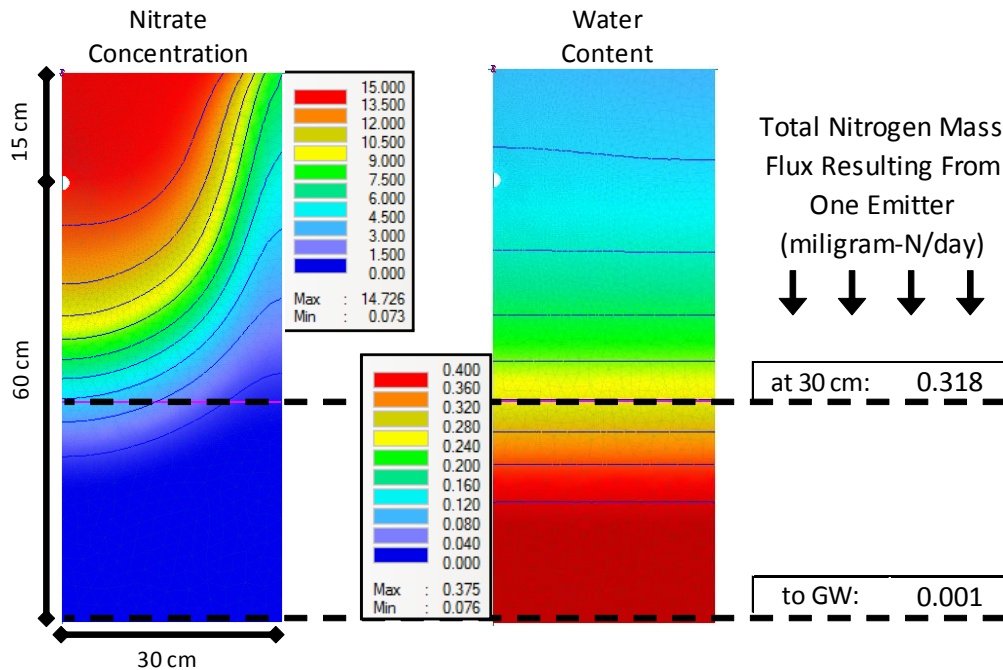 Nitrate
Concentration
Water
Content
15 cm
60 cm
30 cm
15.000
13.500
12.000
10.500
9.000
7.500
6.000
4.500
3.000
1.500
0.000
Max : 14.726
Min : 0.073
0.400
0.360
0.320
0.280
0.240
0.200
0.160
0.120
0.080
0.040
0.000
Max : 0.375
Min : 0.076
Total Nitrogen Mass
Flux Resulting From
One Emitter
(miligram-N/day)
at 30 cm: 0.318
to GW: 0.001